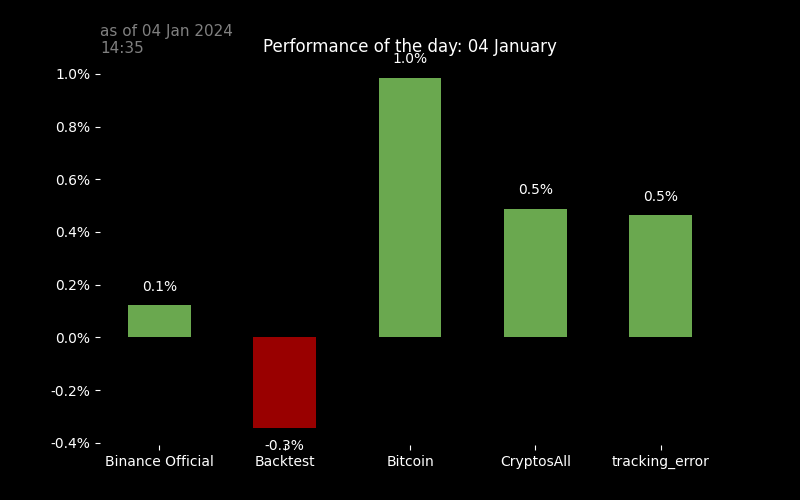 as of 04 Jan 2024
14:35
Performance of the day: 04 January
1.0%
1.0%
0.8%
0.6%
0.5%
0.5%
0.4%
0.2%
0.1%
0.0%
-0.2%
-0.4%
-0.3%
Binance Official
Backtest
Bitcoin
CryptosAll
tracking_error